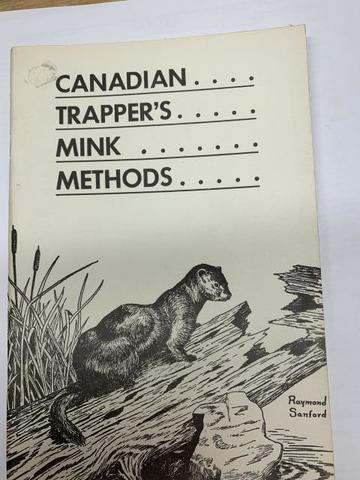 CANADIAN . . . .
TRAPPER'S . . . . .
MINK . . . . . . .
METHODS . . . . .
Raymond
Sanford